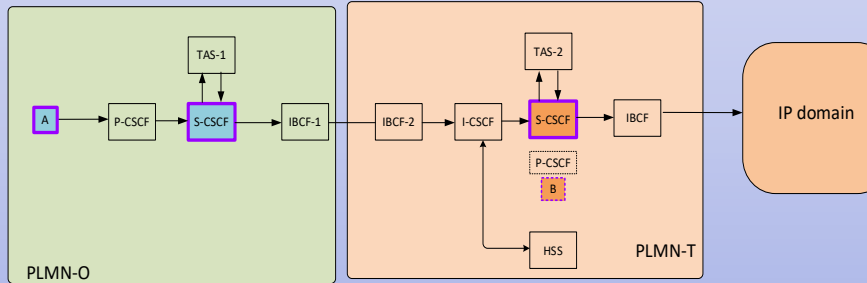 TAS-1
A
P-CSCF
S-CSCF
IBCF-1
PLMN-O
TAS-2
IBCF-2
I-CSCF
S-CSCF
IBCF
P-CSCF
B
HSS
PLMN-T
IP domain